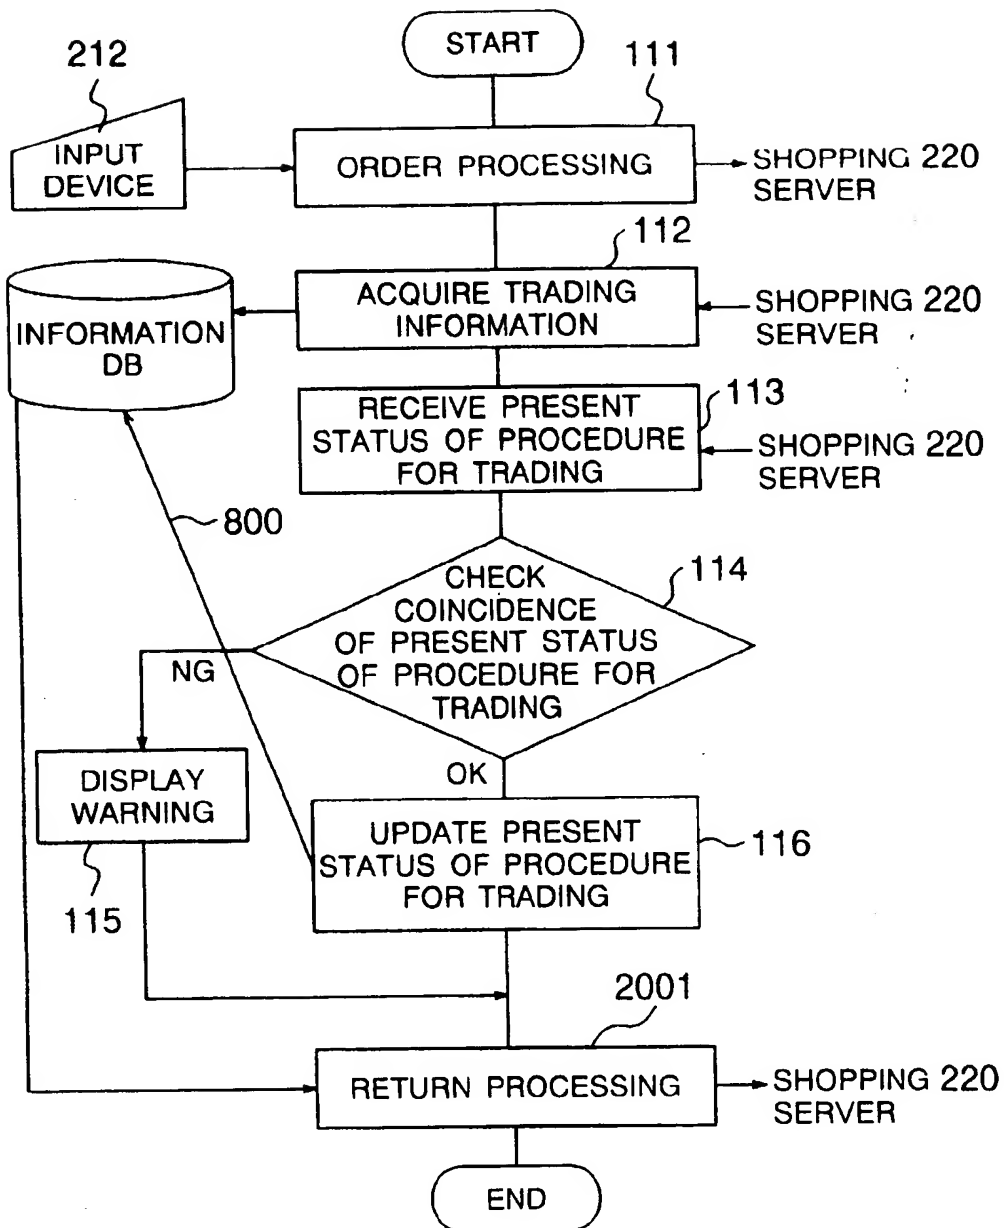 START
212
111
INPUT
DEVICE
ORDER PROCESSING
SHOPPING 220
SERVER
112
ACQUIRE TRADING
INFORMATION
SHOPPING 220
SERVER
INFORMATION
DB
113
RECEIVE PRESENT
STATUS OF PROCEDURE
FOR TRADING
SHOPPING 220
SERVER
800
114
CHECK
COINCIDENCE
OF PRESENT STATUS
OF PROCEDURE FOR
TRADING
NG
OK
DISPLAY
WARNING
115
UPDATE PRESENT
STATUS OF PROCEDURE
FOR TRADING
116
2001
RETURN PROCESSING
SHOPPING 220
SERVER
END